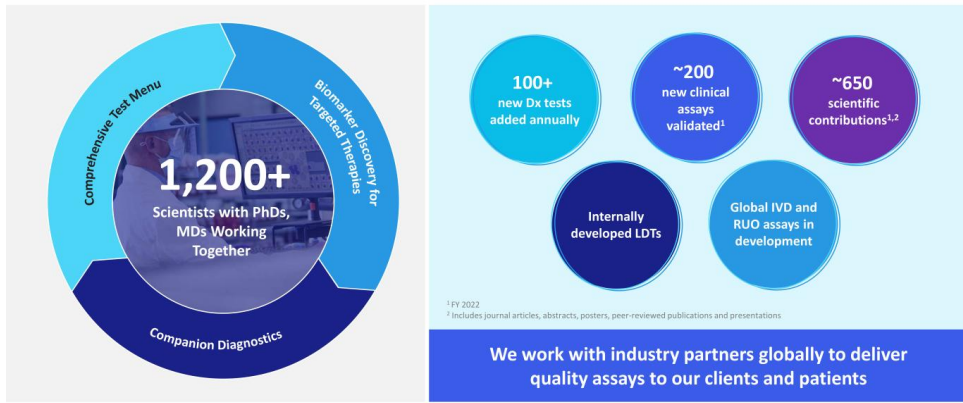 Comprehensive Test Menu
Biomarker Discovery for
Targeted Therapies
1,200+
Scientists with PhDs,
MDs Working
Together
Companion Diagnostics
100+
new Dx tests
added annually
~200
new clinical
assays
validated¹
~650
scientific
contributions¹,²
Internally
developed LDTs
Global IVD and
RUO assays in
development
¹ FY 2022
² Includes journal articles, abstracts, posters, peer-reviewed publications and presentations
We work with industry partners globally to deliver
quality assays to our clients and patients